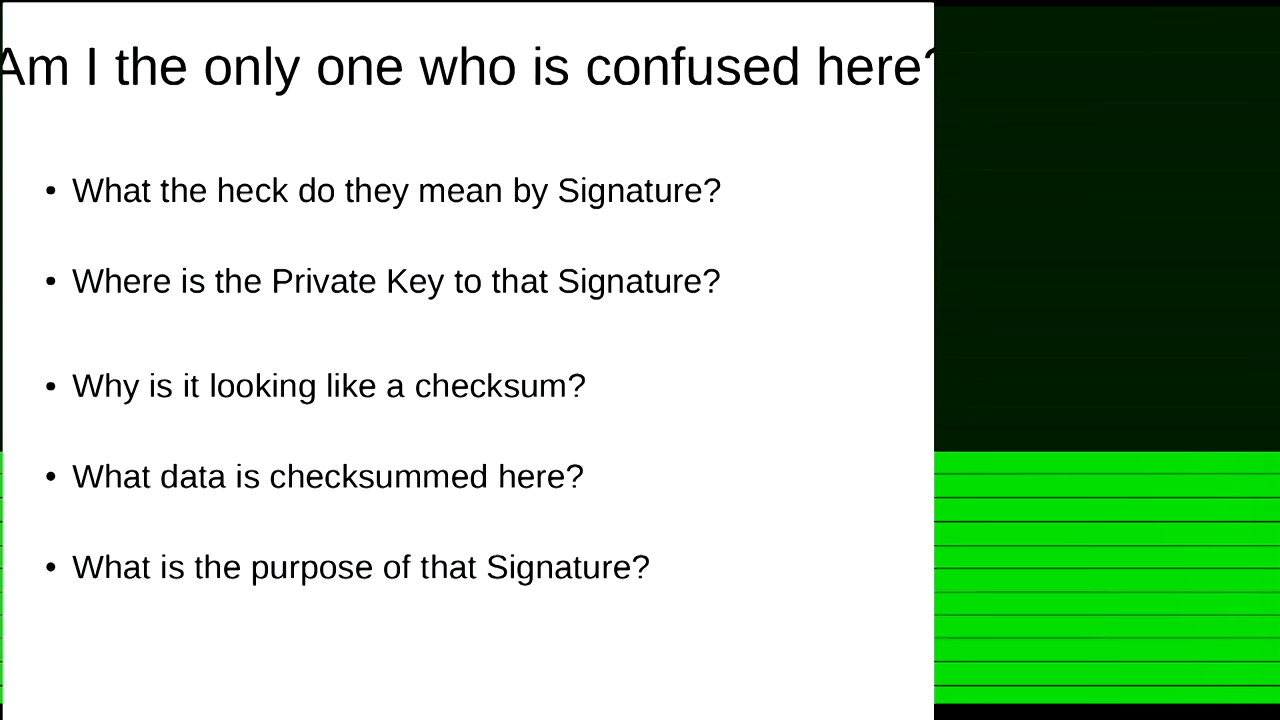 Am I the only one who is confused here?
• What the heck do they mean by Signature?
• Where is the Private Key to that Signature?
• Why is it looking like a checksum?
• What data is checksummed here?
• What is the purpose of that Signature?